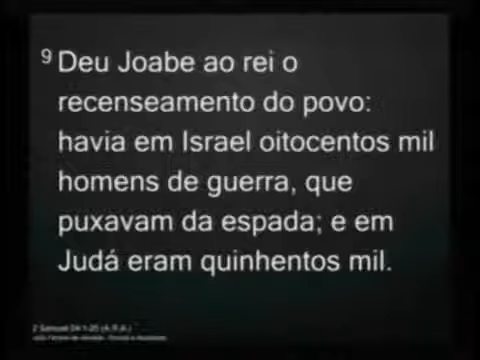 9 Deu Joabe ao rei o
recenseamento do povo:
havia em Israel oitocentos mil
homens de guerra, que
puxavam da espada; e em
Judá eram quinhentos mil.
2 Samuel 24:1-25 (A.R.A.)